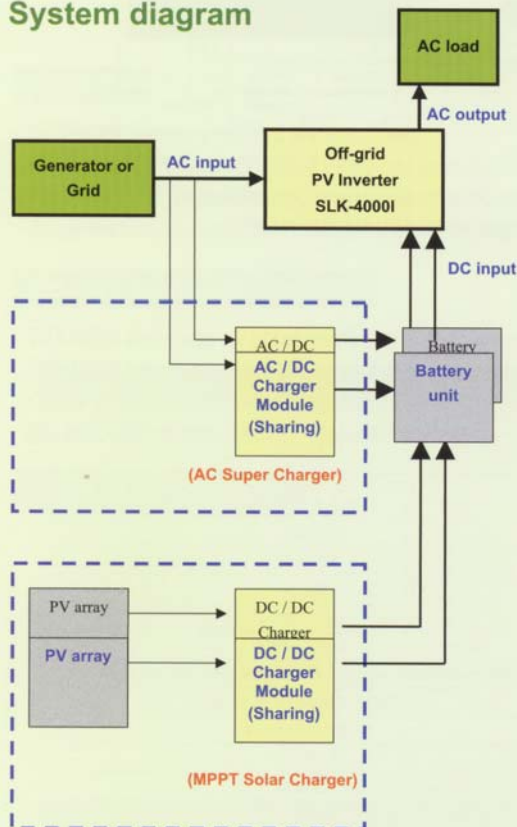 System diagram
AC load
AC output
Generator or
Grid
AC input
Off-grid
PV Inverter
SLK-4000I
DC input
AC / DC
AC / DC
Charger
Module
(Sharing)
Battery
Battery
unit
(AC Super Charger)
PV array
PV array
DC / DC
Charger
DC / DC
Charger
Module
(Sharing)
(MPPT Solar Charger)